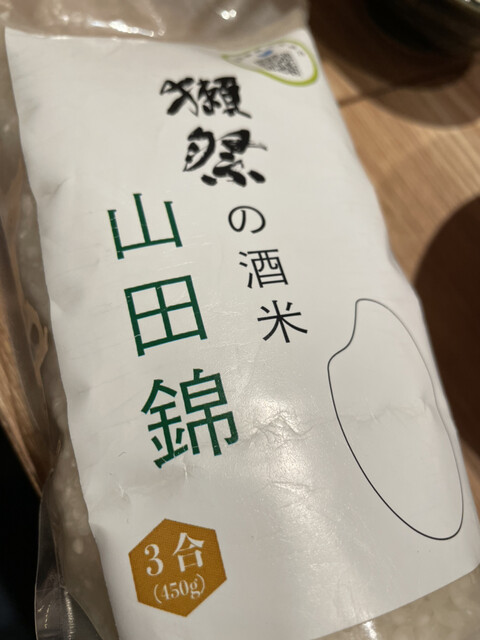 獺祭の酒米
山田錦
3合
(450g)